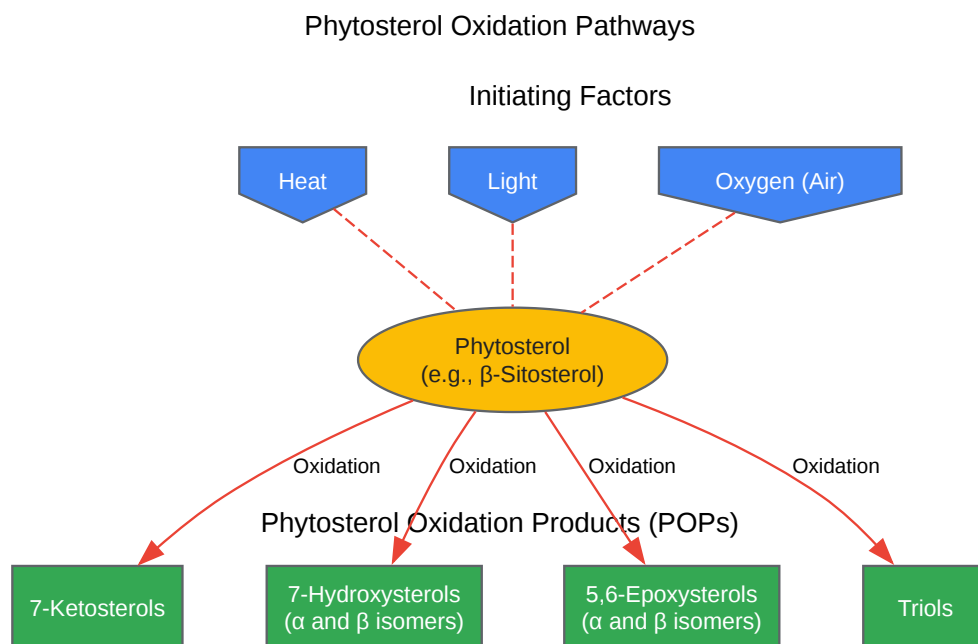 Phytosterol Oxidation Pathways
Initiating Factors
Heat
Light
Oxygen (Air)
Phytosterol
(e.g., β-Sitosterol)
Oxidation
Oxidation
Oxidation
Oxidation
Phytosterol Oxidation Products (POPs)
7-Ketosterols
7-Hydroxysterols
(α and β isomers)
5,6-Epoxysterols
(α and β isomers)
Triols